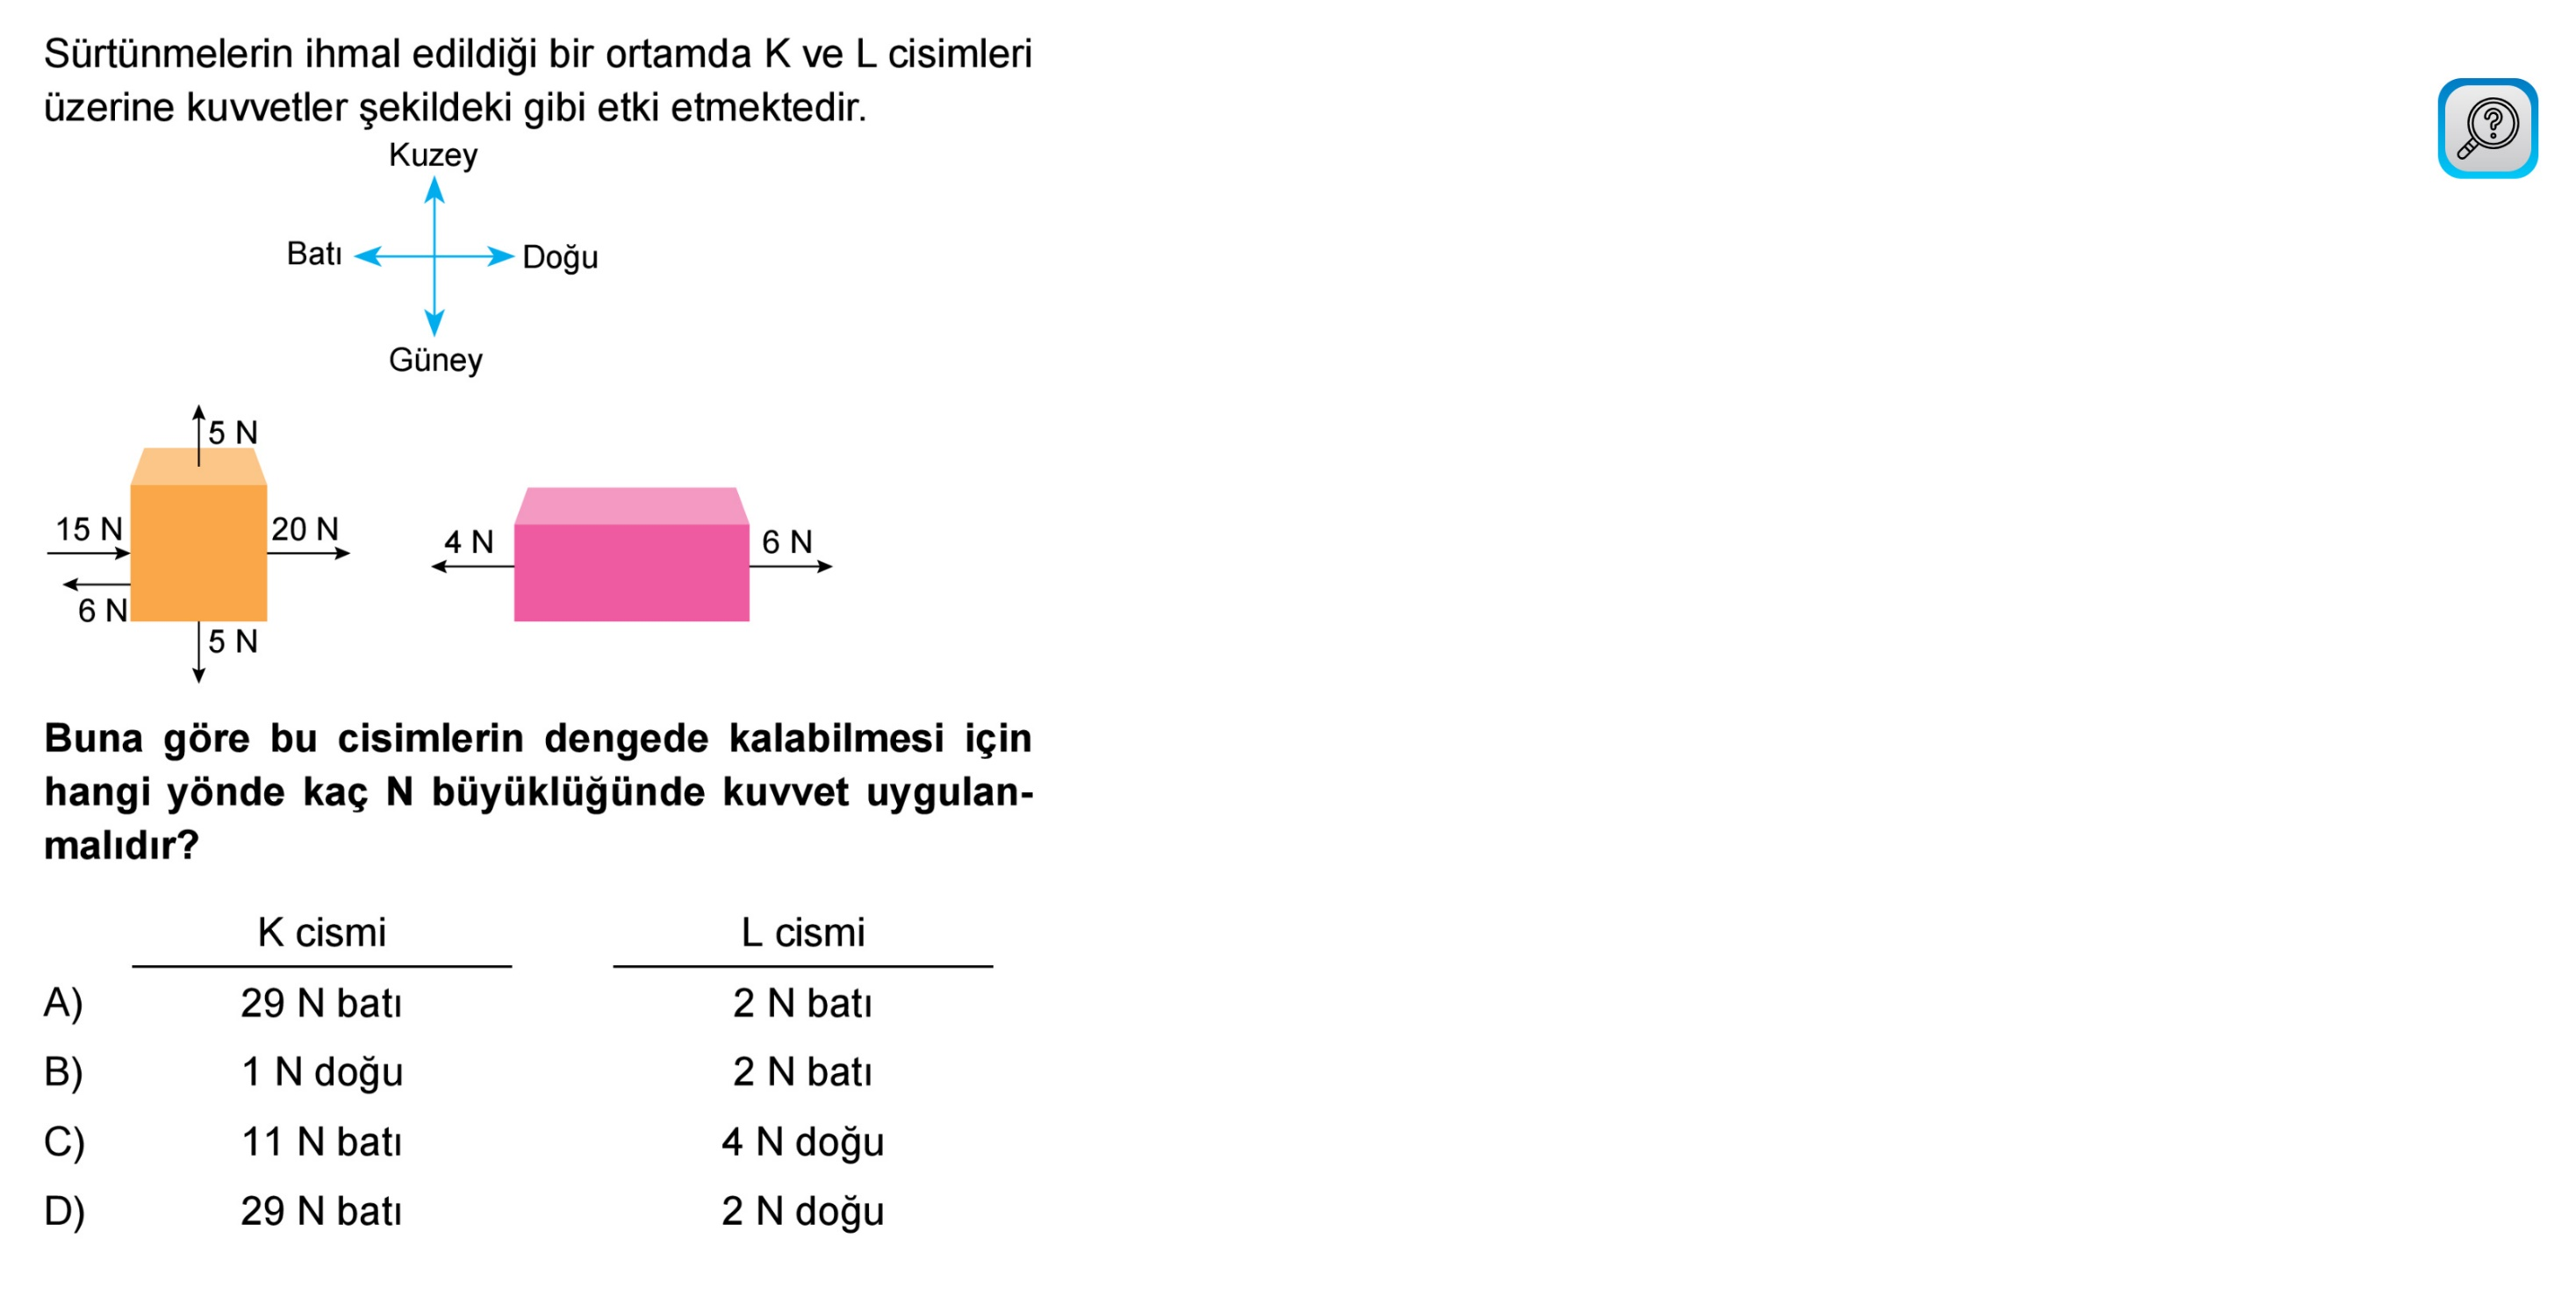 Sürtünmelerin ihmal edildiği bir ortamda K ve L cisimleri
üzerine kuvvetler şekildeki gibi etki etmektedir.
Kuzey
Batı
Doğu
Güney
5 N
15 N
20 N
6 N
5 N
4 N
6 N
Buna göre bu cisimlerin dengede kalabilmesi için
hangi yönde kaç N büyüklüğünde kuvvet uygulan-
malıdır?
K cismi L cismi
A) 29 N batı 2 N batı
B) 1 N doğu 2 N batı
C) 11 N batı 4 N doğu
D) 29 N batı 2 N doğu